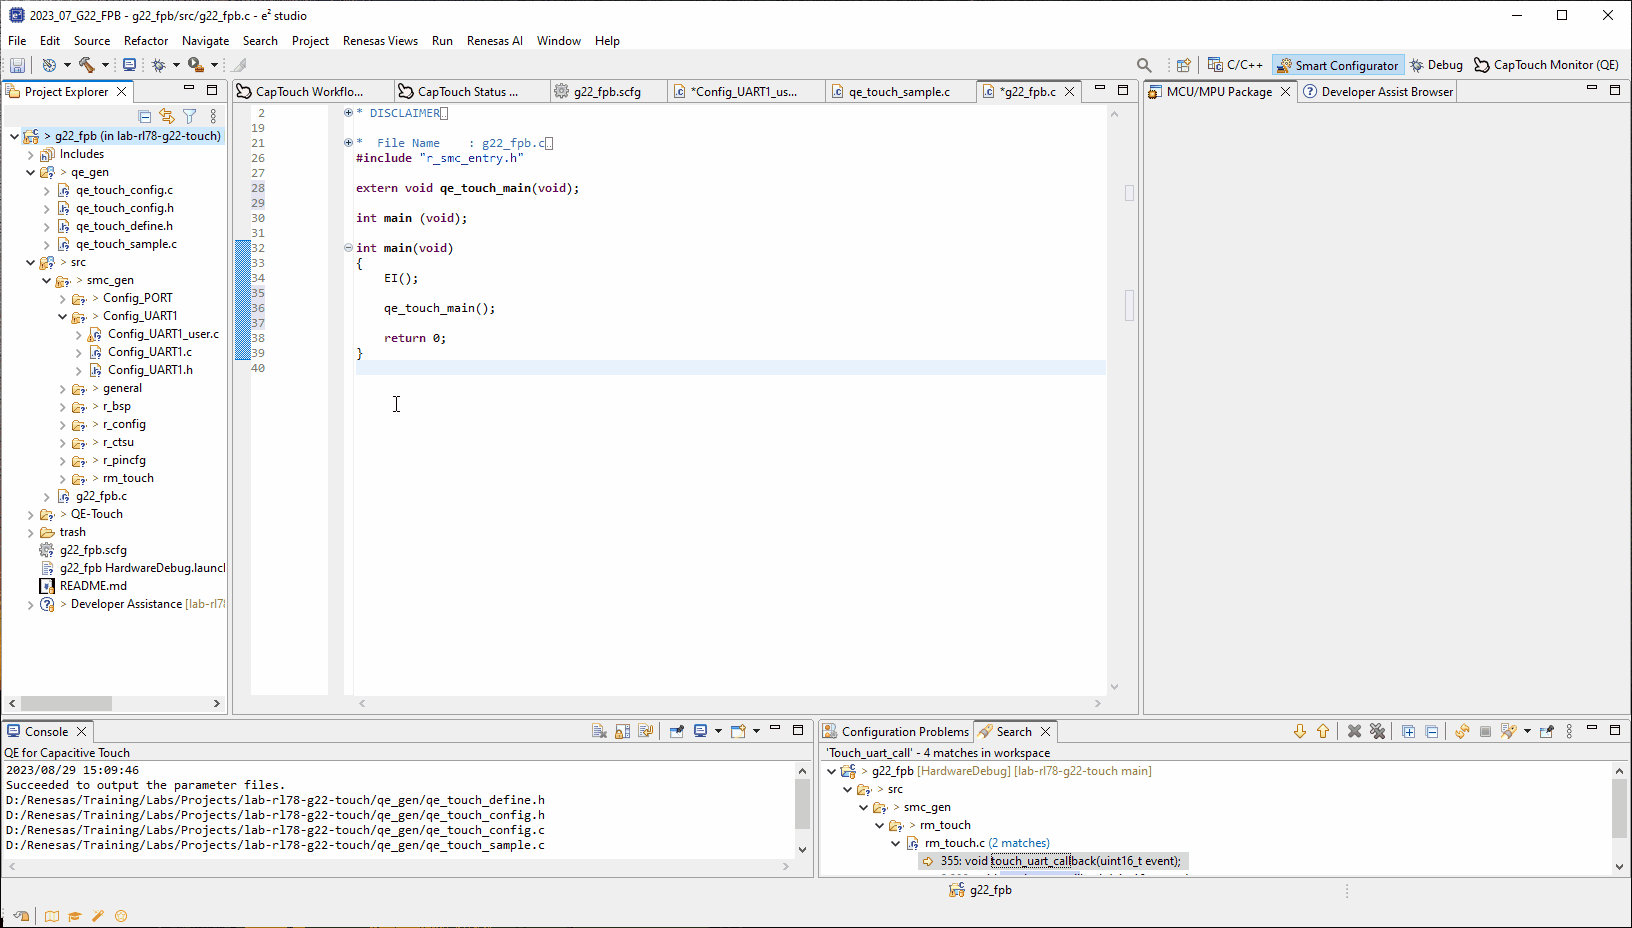 2023_07_G22_FPB - g22_fpb/src/g22_fpb.c - e² studio
File Edit Source Refactor Navigate Search Project Renesas Views Run Renesas AI Window Help
C/C++ Smart Configurator Debug CapTouch Monitor (QE)
Project Explorer
> g22_fpb (in lab-rl78-g22-touch)
Includes
> qe_gen
qe_touch_config.c
qe_touch_config.h
qe_touch_define.h
qe_touch_sample.c
> src
> smc_gen
> Config_PORT
> Config_UART1
Config_UART1_user.c
Config_UART1.c
Config_UART1.h
> general
> r_bsp
> r_config
> r_ctsu
> r_pincfg
> rm_touch
g22_fpb.c
> QE-Touch
trash
g22_fpb.scfg
g22_fpb HardwareDebug.launcl
README.md
> Developer Assistance [lab-rl7
CapTouch Workflo... CapTouch Status ... g22_fpb.scfg *Config_UART1_us... qe_touch_sample.c *g22_fpb.c
2 * DISCLAIMER
19
21 * File Name : g22_fpb.c
26 #include "r_smc_entry.h"
27
28 extern void qe_touch_main(void);
29
30 int main (void);
31
32 int main(void)
33 {
34 EI();
35
36 qe_touch_main();
37
38 return 0;
39 }
40
MCU/MPU Package Developer Assist Browser
Console
QE for Capacitive Touch
2023/08/29 15:09:46
Succeeded to output the parameter files.
D:/Renesas/Training/Labs/Projects/lab-rl78-g22-touch/qe_gen/qe_touch_define.h
D:/Renesas/Training/Labs/Projects/lab-rl78-g22-touch/qe_gen/qe_touch_config.h
D:/Renesas/Training/Labs/Projects/lab-rl78-g22-touch/qe_gen/qe_touch_config.c
D:/Renesas/Training/Labs/Projects/lab-rl78-g22-touch/qe_gen/qe_touch_sample.c
Configuration Problems Search
'Touch_uart_call' - 4 matches in workspace
> g22_fpb [HardwareDebug] [lab-rl78-g22-touch main]
> src
> smc_gen
> rm_touch
rm_touch.c (2 matches)
355: void touch_uart_callback(uint16_t event);
g22_fpb